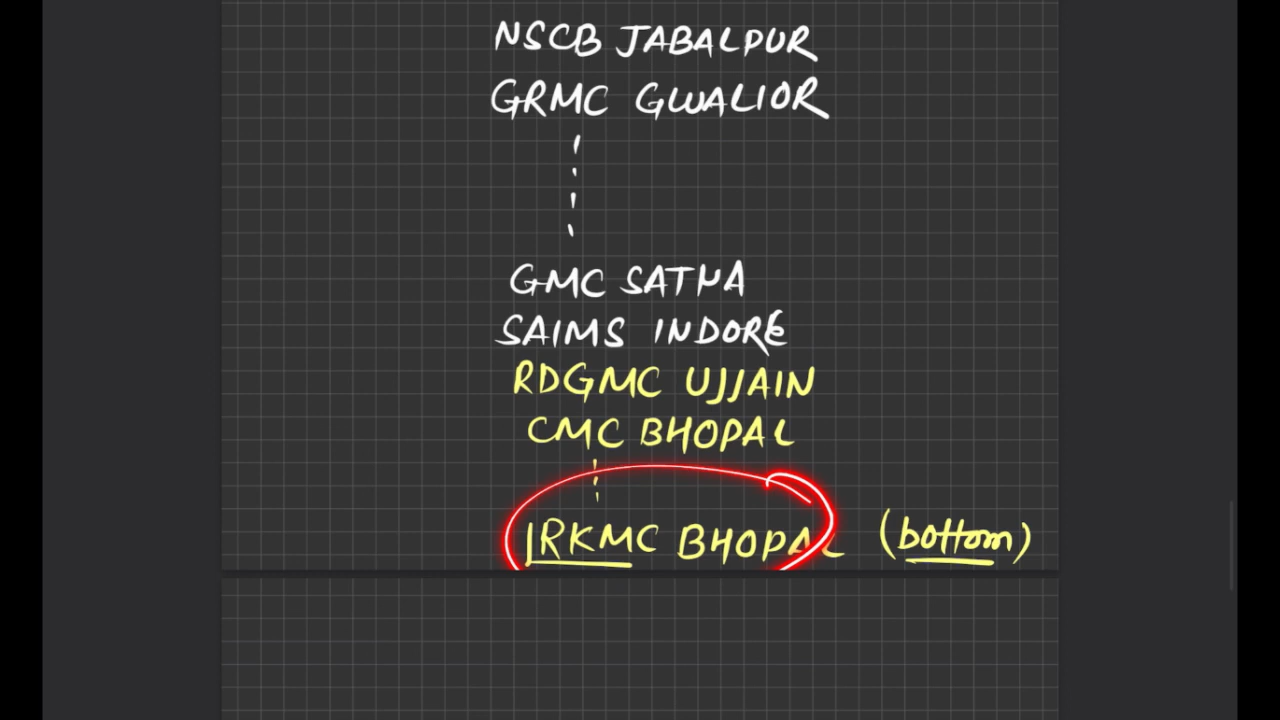 NSCB JABALPUR
GRMC GWALIOR
GMC SATNA
SAIMS INDORE
RDGMC UJJAIN
CMC BHOPAL
LRKMC BHOPAL (bottom)